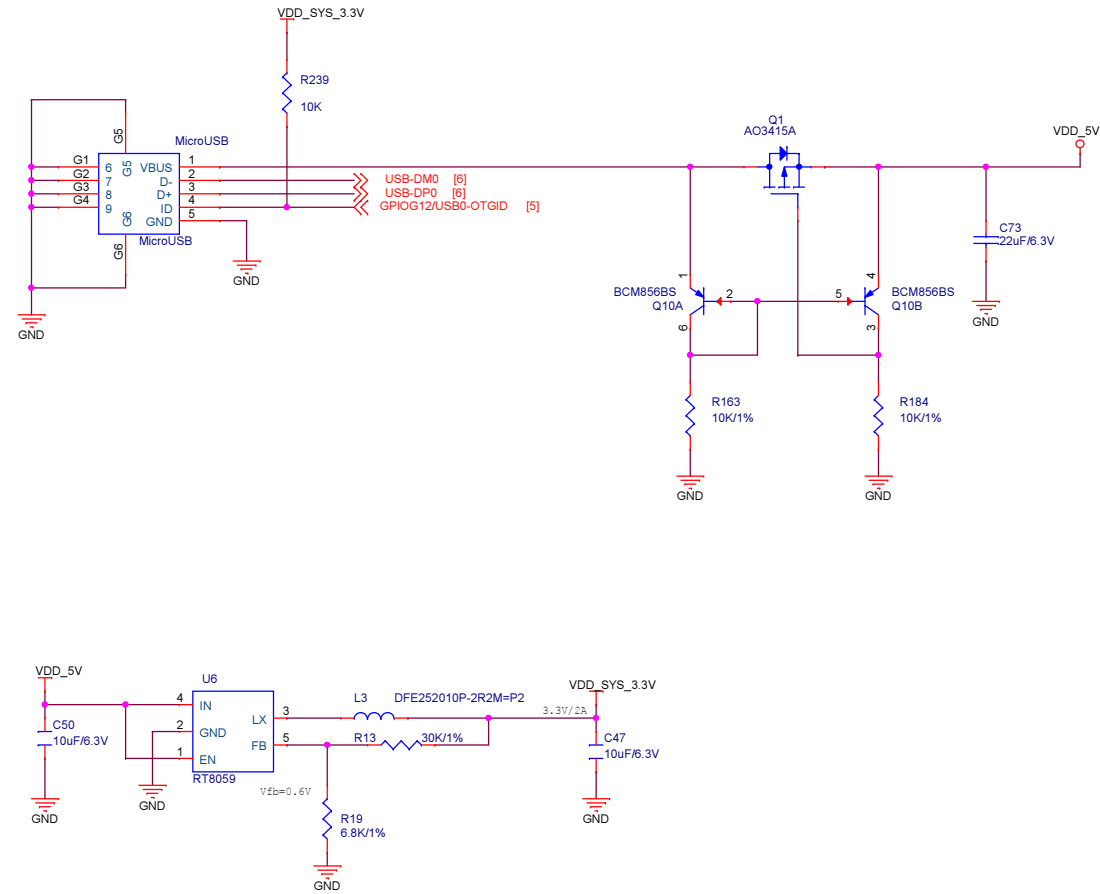 VDD_SYS_3.3V
R239
10K
Q1
AO3415A
VDD_5V
G5
MicroUSB
G1
6
G5
VBUS
1
G2
7
D-
2
USB-DM0 [6]
G3
8
D+
3
USB-DP0 [6]
G4
9
ID
4
GPIOG12/USB0-OTGID [5]
G6
GND
5
MicroUSB
G6
GND
GND
C73
22uF/6.3V
GND
1
BCM856BS
Q10A
2
6
4
5
BCM856BS
Q10B
3
R163
10K/1%
R184
10K/1%
GND
GND
VDD_5V
U6
L3
DFE252010P-2R2M=P2
VDD_SYS_3.3V
4
IN
3
LX
3.3V/2A
C50
10uF/6.3V
2
GND
5
FB
R13
30K/1%
C47
10uF/6.3V
1
EN
RT8059
GND
GND
Vfb=0.6V
R19
6.8K/1%
GND
GND